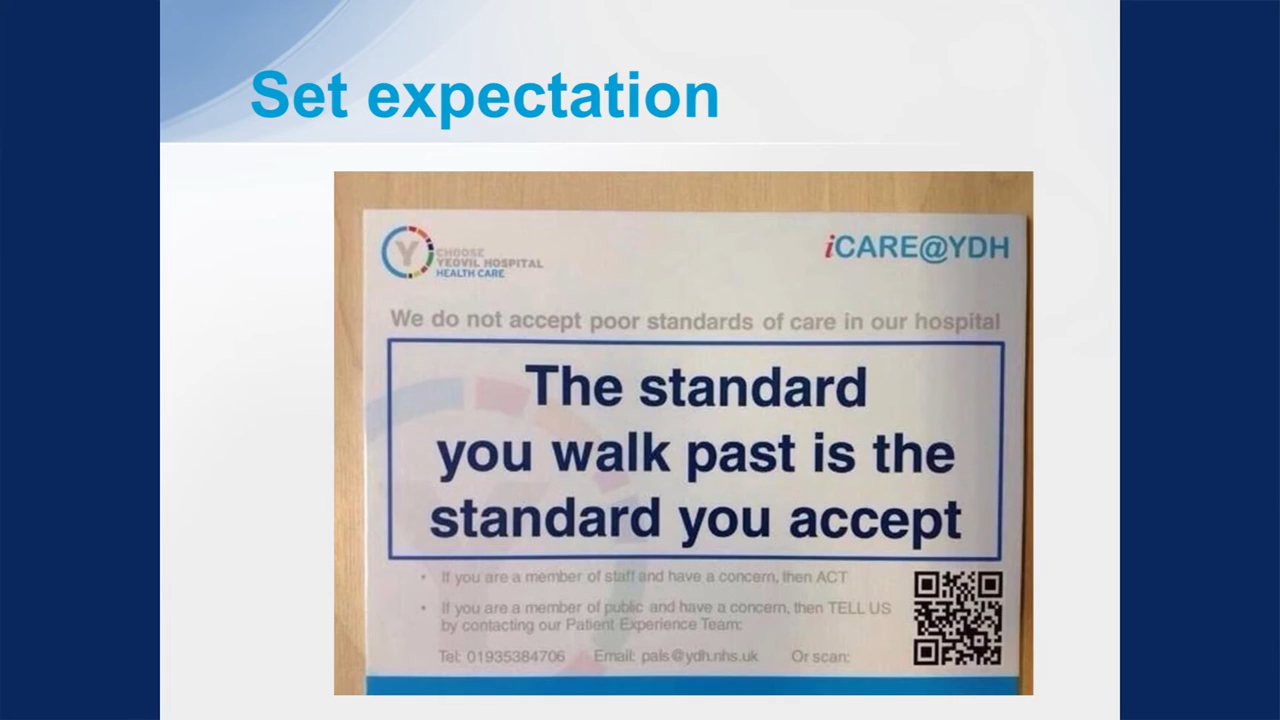 Set expectation
CHOOSE
YEOVIL HOSPITAL
HEALTH CARE
iCARE@YDH
We do not accept poor standards of care in our hospital
The standard
you walk past is the
standard you accept
• If you are a member of staff and have a concern, then ACT
• If you are a member of public and have a concern, then TELL US
by contacting our Patient Experience Team:
Tel: 01935384706 Email: pals@ydh.nhs.uk Or scan: